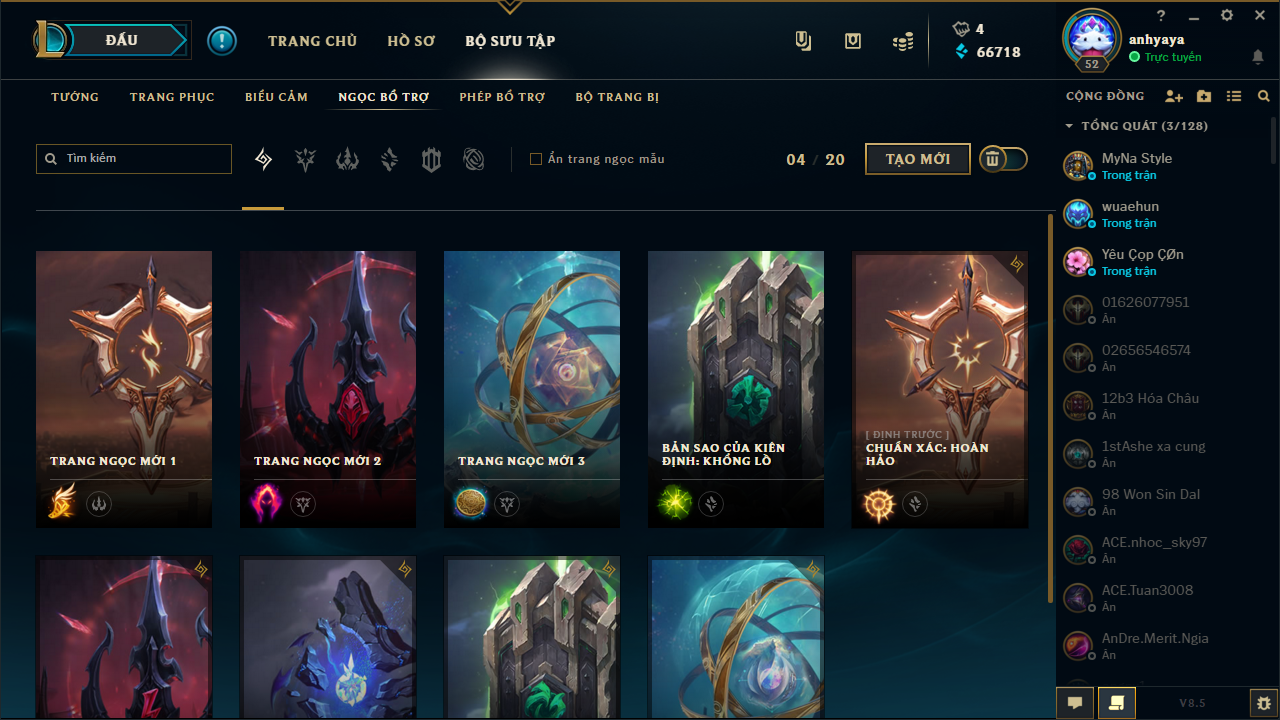 ĐẤU
TRANG CHỦ
HỒ SƠ
BỘ SƯU TẬP
4
66718
52
anhyaya
Trực tuyến
TƯỚNG
TRANG PHỤC
BIỂU CẢM
NGỌC BỔ TRỢ
PHÉP BỔ TRỢ
BỘ TRANG BỊ
CỘNG ĐỒNG
Tìm kiếm
Ẩn trang ngọc mẫu
04 / 20
TẠO MỚI
TỔNG QUÁT (3/128)
MyNa Style
Trong trận
wuaehun
Trong trận
Yêu Çọp ÇØn
Trong trận
01626077951
Ẩn
02656546574
Ẩn
12b3 Hóa Châu
Ẩn
1stAshe xa cung
Ẩn
98 Won Sin Dal
Ẩn
ACE.nhoc_sky97
Ẩn
ACE.Tuan3008
Ẩn
AnDre.Merit.Ngia
Ẩn
TRANG NGỌC MỚI 1
TRANG NGỌC MỚI 2
TRANG NGỌC MỚI 3
BẢN SAO CỦA KIÊN
ĐỊNH: KHỔNG LỒ
[ ĐỊNH TRƯỚC ]
CHUẨN XÁC: HOÀN
HẢO
V8.5